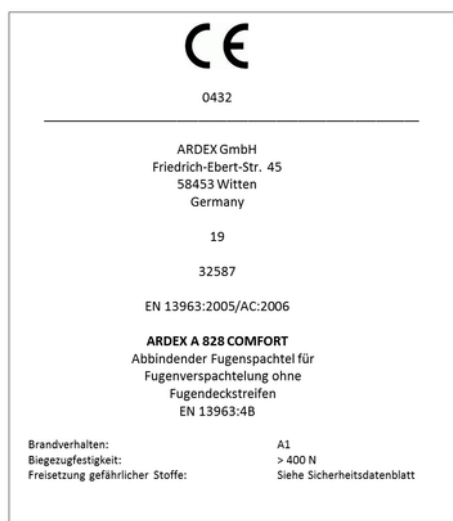 CE
0432
ARDEX GmbH
Friedrich-Ebert-Str. 45
58453 Witten
Germany
19
32587
EN 13963:2005/AC:2006
ARDEX A 828 COMFORT
Abbindender Fugenspachtel für
Fugenverspachtelung ohne
Fugendeckstreifen
EN 13963:4B
Brandverhalten: A1
Biegezugfestigkeit: > 400 N
Freisetzung gefährlicher Stoffe: Siehe Sicherheitsdatenblatt